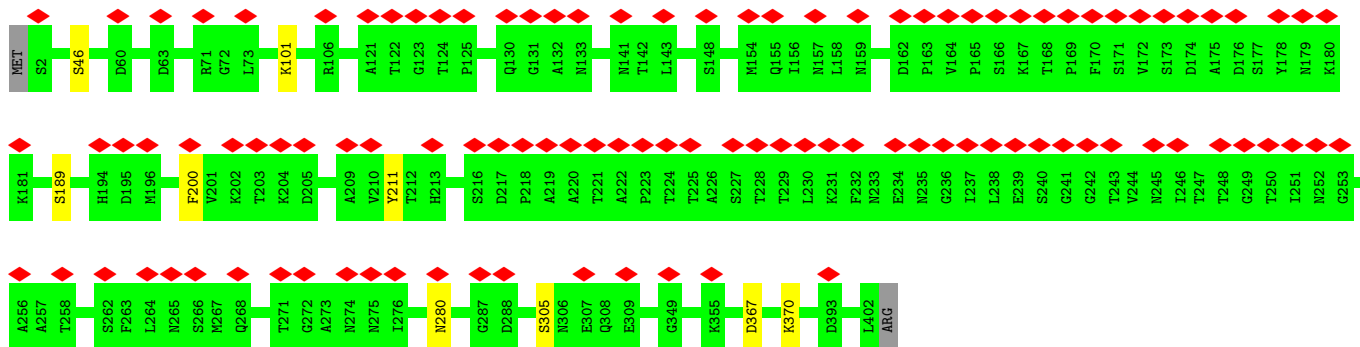 MET S2 S46 D60 D63 R71 G72 L73 K101 R106 A121 T122 G123 T124 P125 Q130 G131 A132 N133 N141 T142 L143 S148 M154 Q155 I156 N157 L158 N159 D162 P163 V164 P165 S166 K167 T168 P169 F170 S171 V172 S173 D174 A175 D176 S177 Y178 N179 K180
K181 S189 H194 D195 M196 F200 V201 K202 T203 K204 D205 A209 V210 Y211 T212 H213 S216 D217 P218 A219 A220 T221 A222 P223 T224 T225 A226 S227 T228 T229 L230 K231 F232 N233 E234 N235 G236 I237 L238 E239 S240 G241 G242 T243 V244 N245 I246 T247 T248 G249 T250 I251 N252 G253
A256 A257 T258 S262 F263 L264 N265 S266 M267 Q268 T271 G272 A273 N274 N275 I276 N280 G287 D288 S305 N306 E307 Q308 E309 G349 K355 D367 K370 D393 L402 ARG